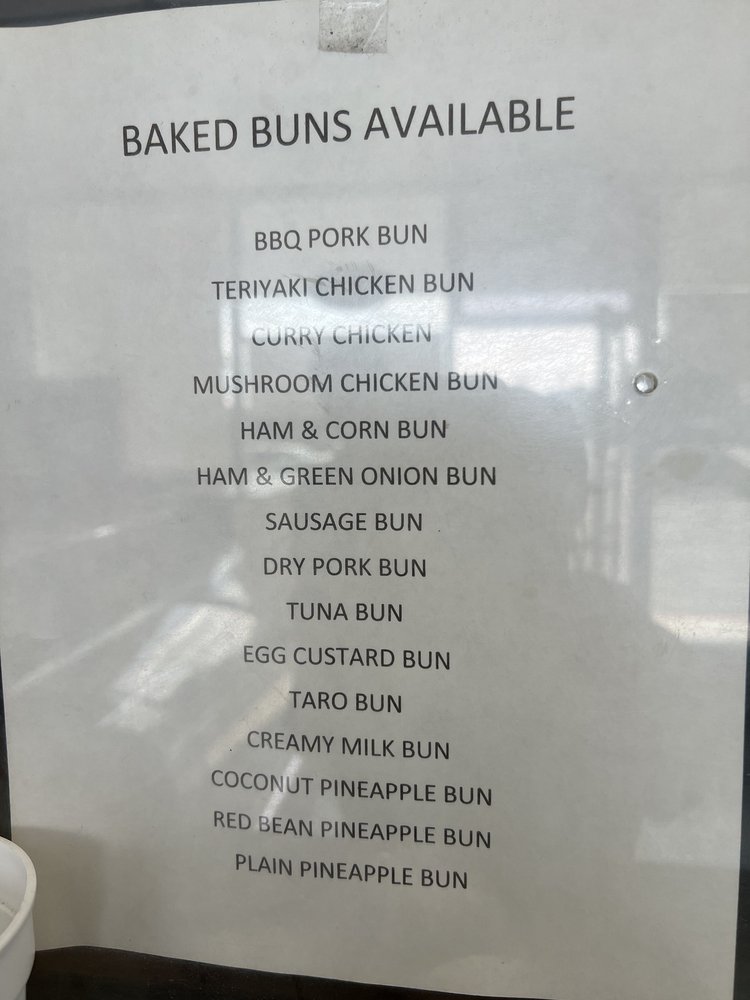 BAKED BUNS AVAILABLE
BBQ PORK BUN
TERIYAKI CHICKEN BUN
CURRY CHICKEN
MUSHROOM CHICKEN BUN
HAM & CORN BUN
HAM & GREEN ONION BUN
SAUSAGE BUN
DRY PORK BUN
TUNA BUN
EGG CUSTARD BUN
TARO BUN
CREAMY MILK BUN
COCONUT PINEAPPLE BUN
RED BEAN PINEAPPLE BUN
PLAIN PINEAPPLE BUN